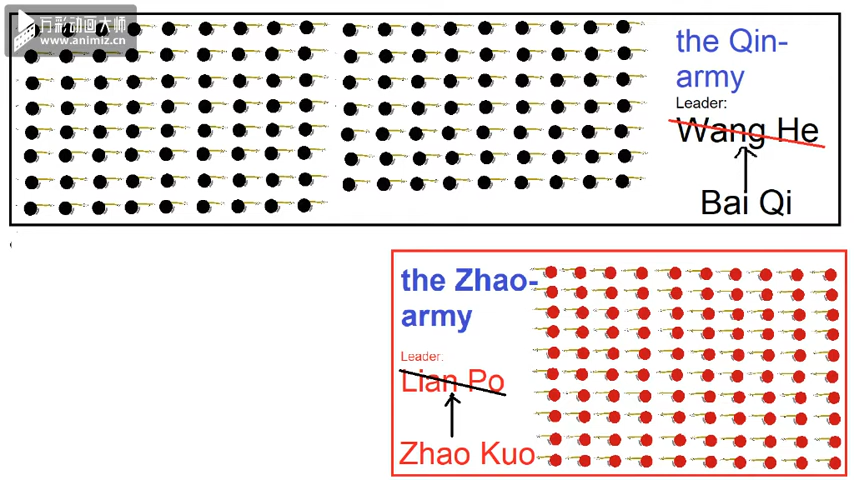 万彩动画大师
www.animiz.cn
the Qin-
army
Leader:
Wang He
Bai Qi
the Zhao-
army
Leader:
Lian Po
Zhao Kuo